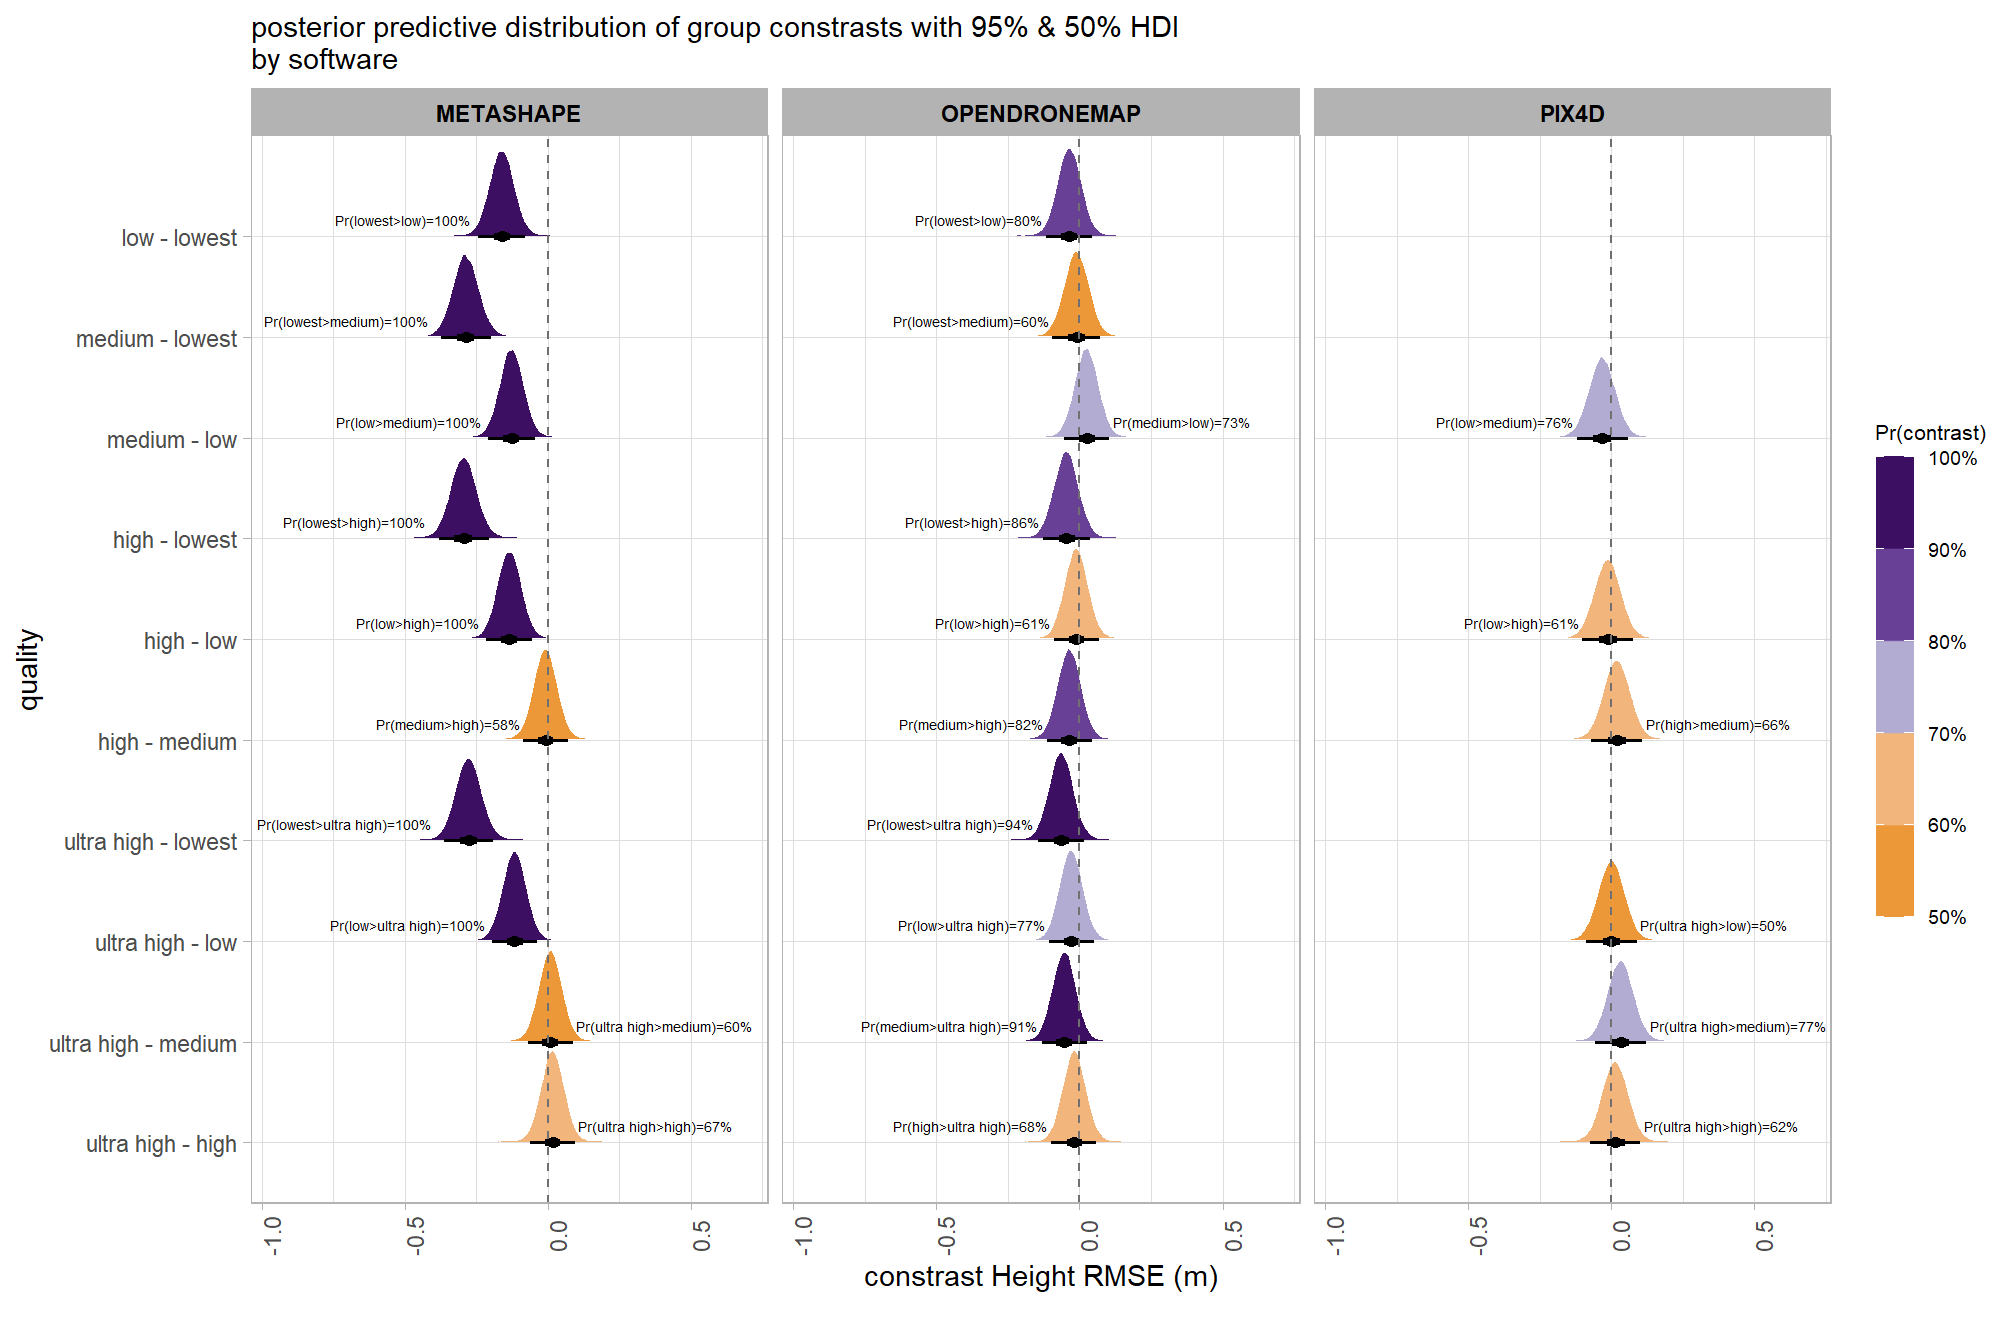 posterior predictive distribution of group constrasts with 95% & 50% HDI
by software
METASHAPE
OPENDRONEMAP
PIX4D
low - lowest
Pr(lowest>low)=100%
Pr(lowest>low)=80%
medium - lowest
Pr(lowest>medium)=100%
Pr(lowest>medium)=60%
medium - low
Pr(low>medium)=100%
Pr(medium>low)=73%
Pr(low>medium)=76%
high - lowest
Pr(lowest>high)=100%
Pr(lowest>high)=86%
high - low
Pr(low>high)=100%
Pr(low>high)=61%
Pr(low>high)=61%
high - medium
Pr(medium>high)=58%
Pr(medium>high)=82%
Pr(high>medium)=66%
ultra high - lowest
Pr(lowest>ultra high)=100%
Pr(lowest>ultra high)=94%
ultra high - low
Pr(low>ultra high)=100%
Pr(low>ultra high)=77%
Pr(ultra high>low)=50%
ultra high - medium
Pr(ultra high>medium)=60%
Pr(medium>ultra high)=91%
Pr(ultra high>medium)=77%
ultra high - high
Pr(ultra high>high)=67%
Pr(high>ultra high)=68%
Pr(ultra high>high)=62%
quality
-1.0
-0.5
0.0
0.5
-1.0
-0.5
0.0
0.5
-1.0
-0.5
0.0
0.5
constrast Height RMSE (m)
Pr(contrast)
100%
90%
80%
70%
60%
50%